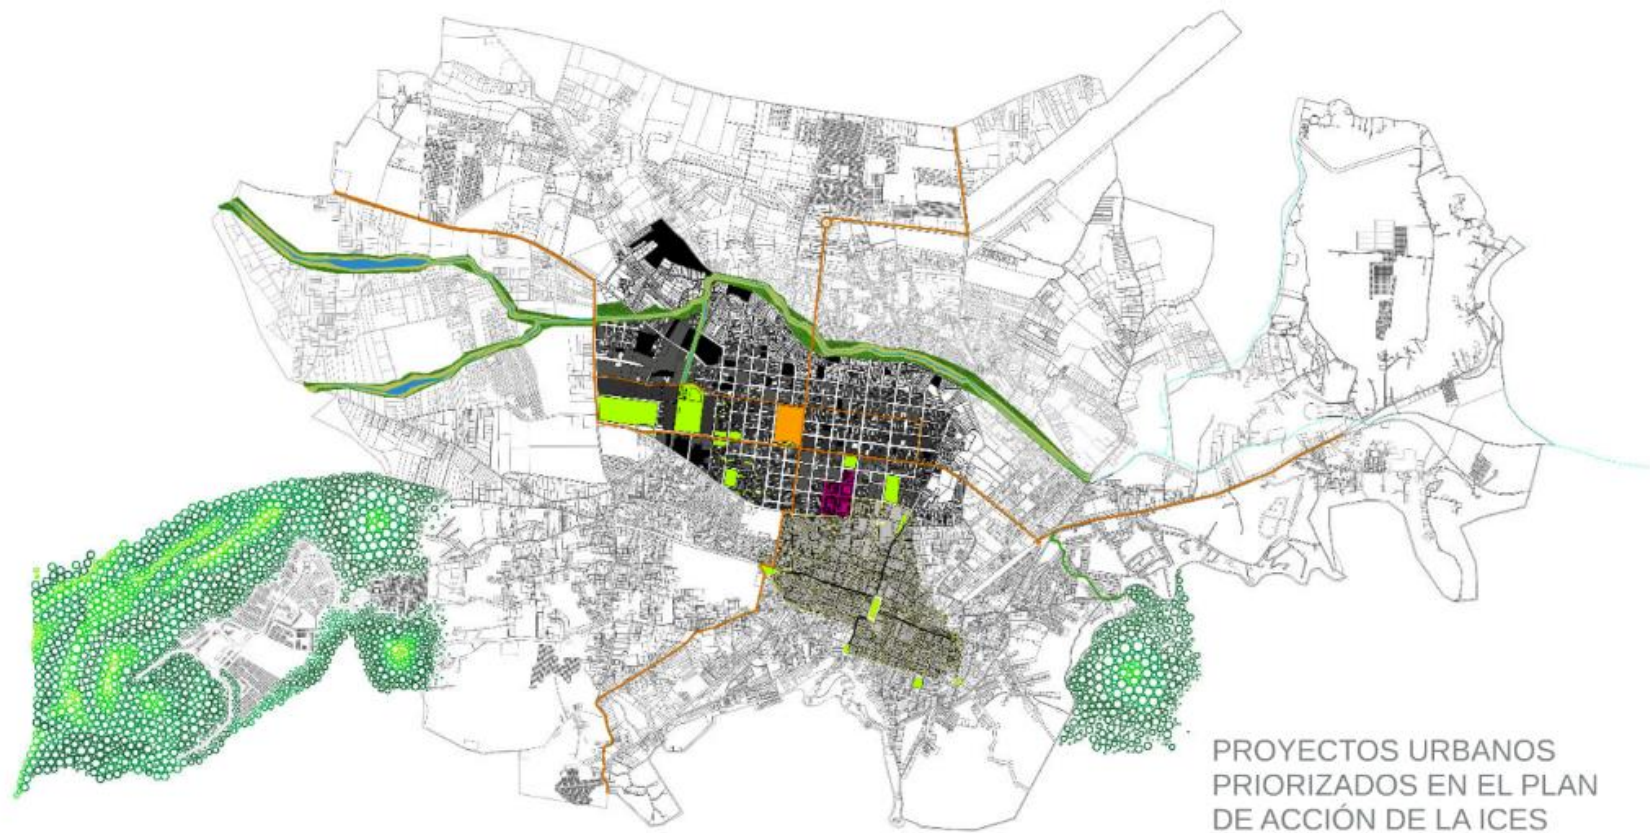 PROYECTOS URBANOS
PRIORIZADOS EN EL PLAN
DE ACCIÓN DE LA ICES